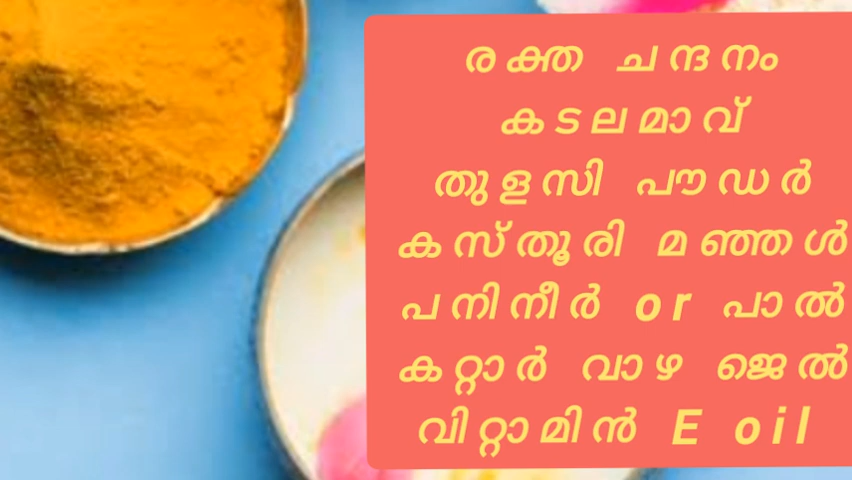 രക്ത ചന്ദനം
കടലമാവ്
തുളസി പൗഡർ
കസ്തൂരി മഞ്ഞൾ
പനിനീർ or പാൽ
കറ്റാർ വാഴ ജെൽ
വിറ്റാമിൻ E oil